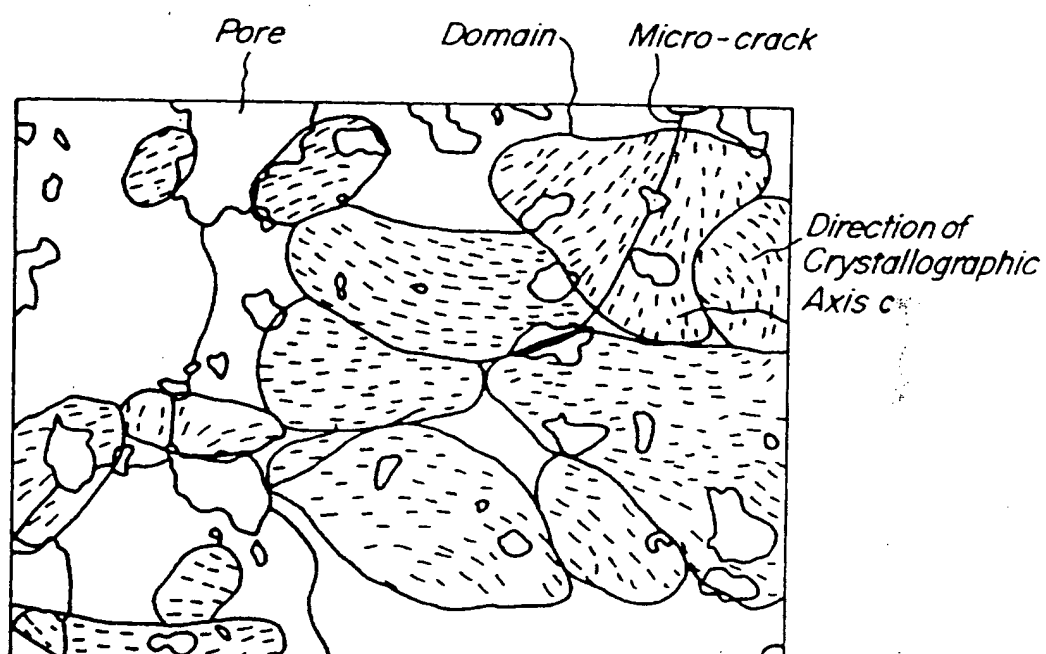 Pore
Domain
Micro-crack
Direction of
Crystallographic
Axis c